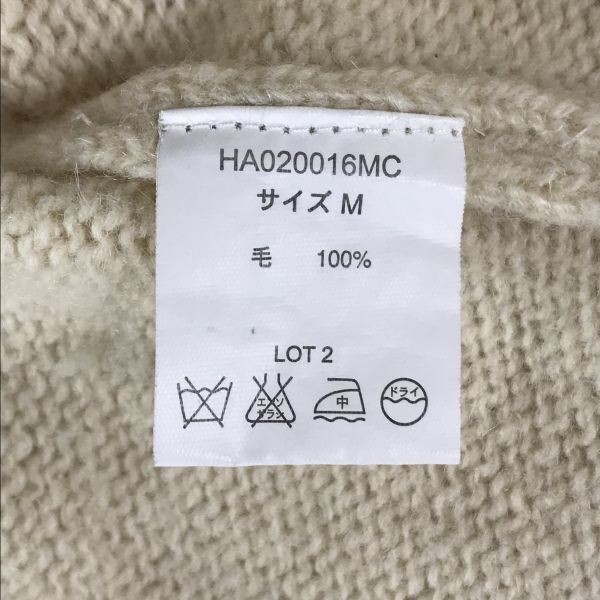 HA020016MC
サイズ M
毛 100%
LOT 2
エンソ
サラシ
中
ドライ